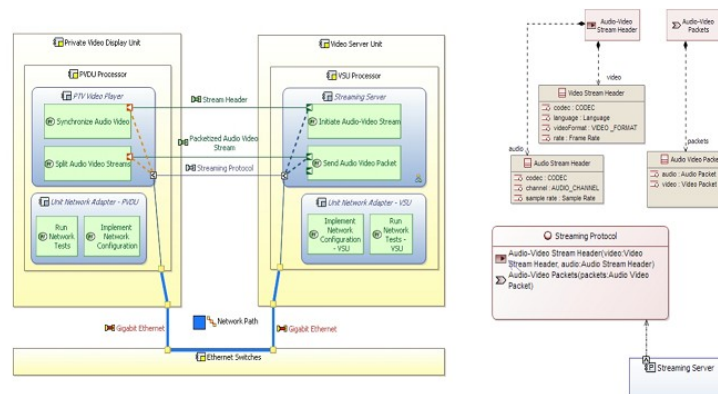 Private Video Display Unit
Video Server Unit
PVDU Processor
VSU Processor
PTV Video Player
Streaming Server
Synchronize Audio Video
Initiate Audio-Video Stream
Split Audio Video Streams
Send Audio Video Packet
Stream Header
Packetized Audio Video
Stream
Streaming Protocol
Unit Network Adapter - PVDU
Unit Network Adapter - VSU
Run
Network
Tests
Implement
Network
Configuration
Implement
Network
Configuration
- VSU
Run
Network
Tests -
VSU
Network Path
Gigabit Ethernet
Gigabit Ethernet
Ethernet Switches
Audio-Video
Stream Header
Audio-Video
Packets
video
Video Stream Header
codec : CODEC
language : Language
videoFormat : VIDEO_FORMAT
rate : Frame Rate
audio
packets
Audio Stream Header
codec : CODEC
channel : AUDIO_CHANNEL
sample rate : Sample Rate
Audio Video Packe
audio : Audio Packet
video : Video Packet
Streaming Protocol
Audio-Video Stream Header(video:Video
Stream Header, audio:Audio Stream Header)
Audio-Video Packets(packets:Audio Video
Packet)
P
Streaming Server